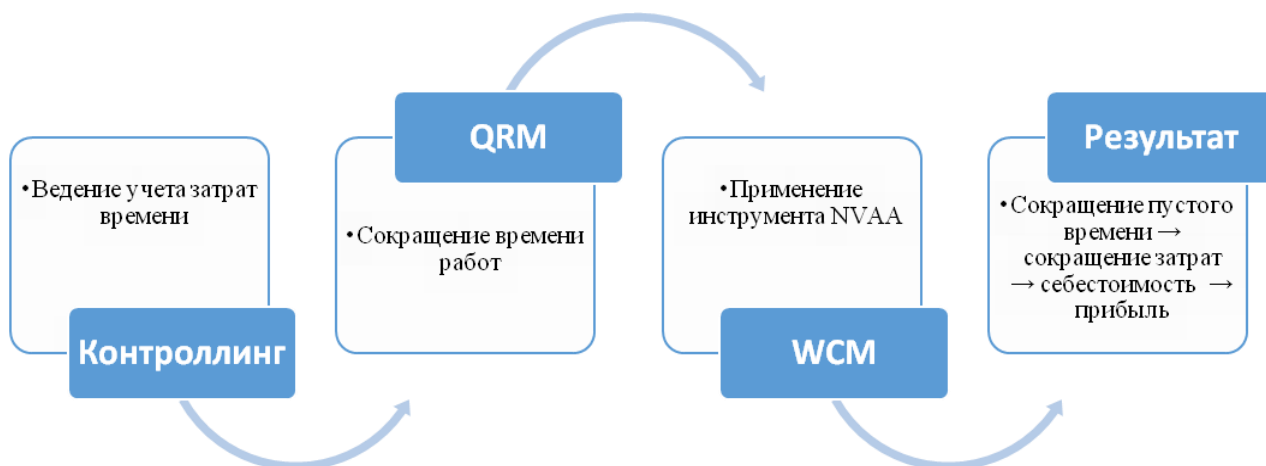 •Ведение учета затрат
времени
Контроллинг
QRM
•Сокращение времени
работ
•Применение
инструмента NVAA
WCM
Результат
•Сокращение пустого
времени →
сокращение затрат
→ себестоимость →
прибыль